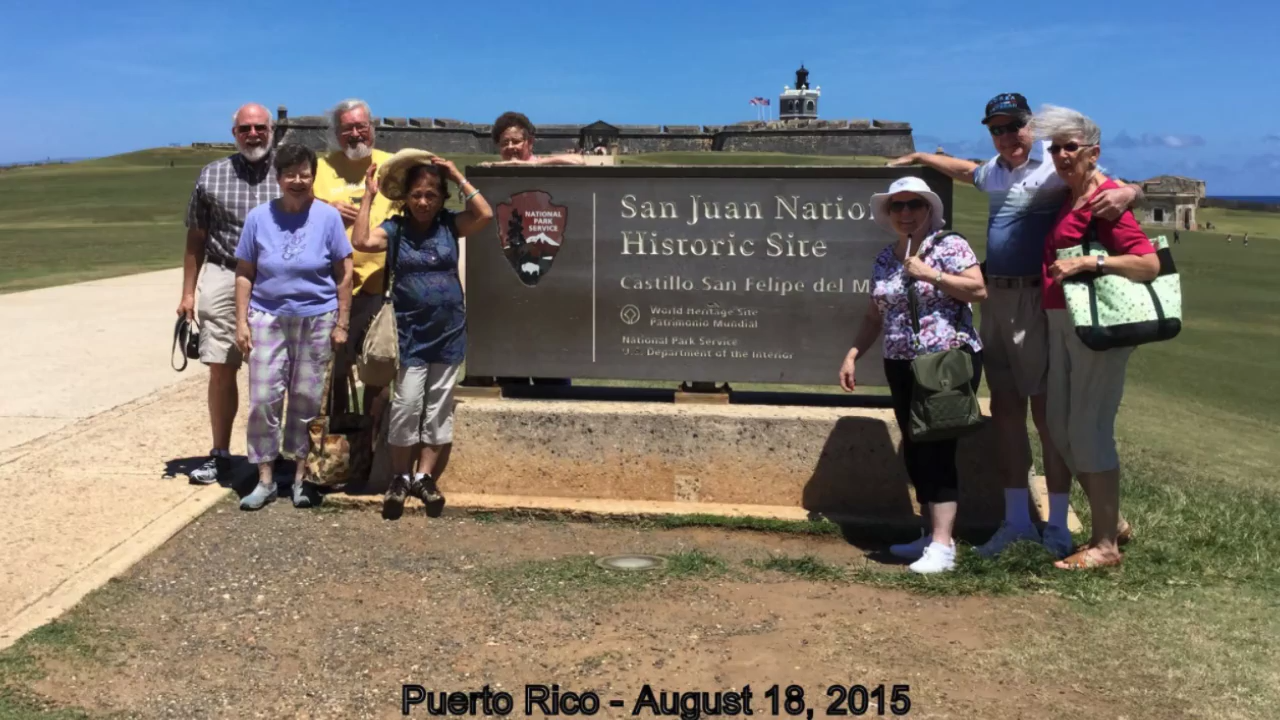 NATIONAL
PARK
SERVICE
San Juan Nation
Historic Site
Castillo San Felipe del M
World Heritage Site
Patrimonio Mundial
National Park Service
U.S. Department of the Interior
Puerto Rico - August 18, 2015